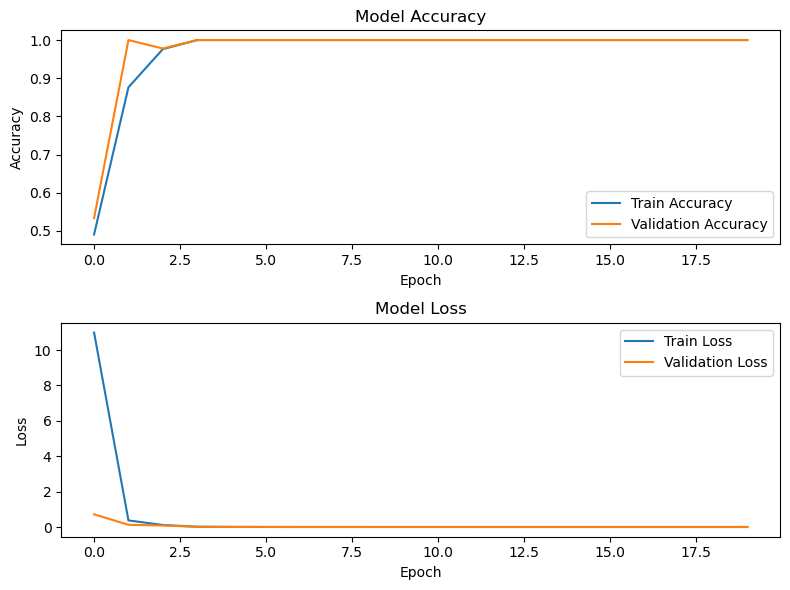 Model Accuracy
1.0
0.9
0.8
0.7
0.6
0.5
Accuracy
Train Accuracy
Validation Accuracy
0.0 2.5 5.0 7.5 10.0 12.5 15.0 17.5
Epoch
Model Loss
10
8
6
4
2
0
Loss
Train Loss
Validation Loss
0.0 2.5 5.0 7.5 10.0 12.5 15.0 17.5
Epoch